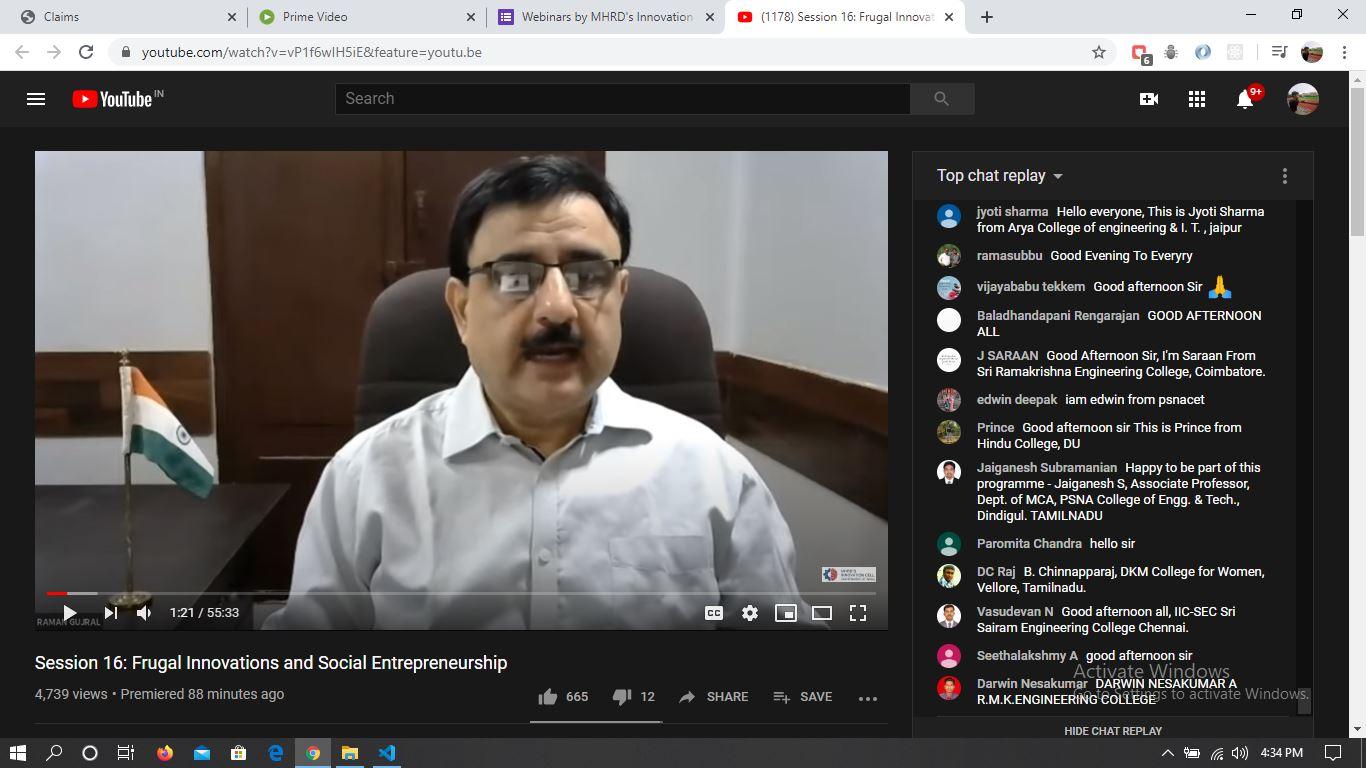 Claims
Prime Video
Webinars by MHRD's Innovation
(1178) Session 16: Frugal Innovat
youtube.com/watch?v=vP1f6wIH5iE&feature=youtu.be
6
YouTube IN
Search
9+
Top chat replay
jyoti sharma Hello everyone, This is Jyoti Sharma
from Arya College of engineering & I. T. , jaipur
ramasubbu Good Evening To Everyry
vijayababu tekkem Good afternoon Sir 🙏
Baladhandapani Rengarajan GOOD AFTERNOON
ALL
J SARAAN Good Afternoon Sir, I'm Saraan From
Sri Ramakrishna Engineering College, Coimbatore.
edwin deepak iam edwin from psnacet
Prince Good afternoon sir This is Prince from
Hindu College, DU
Jaiganesh Subramanian Happy to be part of this
programme - Jaiganesh S, Associate Professor,
Dept. of MCA, PSNA College of Engg. & Tech.,
Dindigul. TAMILNADU
Paromita Chandra hello sir
DC Raj B. Chinnapparaj, DKM College for Women,
Vellore, Tamilnadu.
Vasudevan N Good afternoon all, IIC-SEC Sri
Sairam Engineering College Chennai.
Seethalakshmy A good afternoon sir
Darwin Nesakumar DARWIN NESAKUMAR A
R.M.K.ENGINEERING COLLEGE
HIDE CHAT REPLAY
Activate Windows
Go to Settings to activate Windows.
MHRD'S
INNOVATION CELL
1:21 / 55:33
CC
RAMAN GUJRAL
Session 16: Frugal Innovations and Social Entrepreneurship
4,739 views • Premiered 88 minutes ago
665
12
SHARE
SAVE
4:34 PM